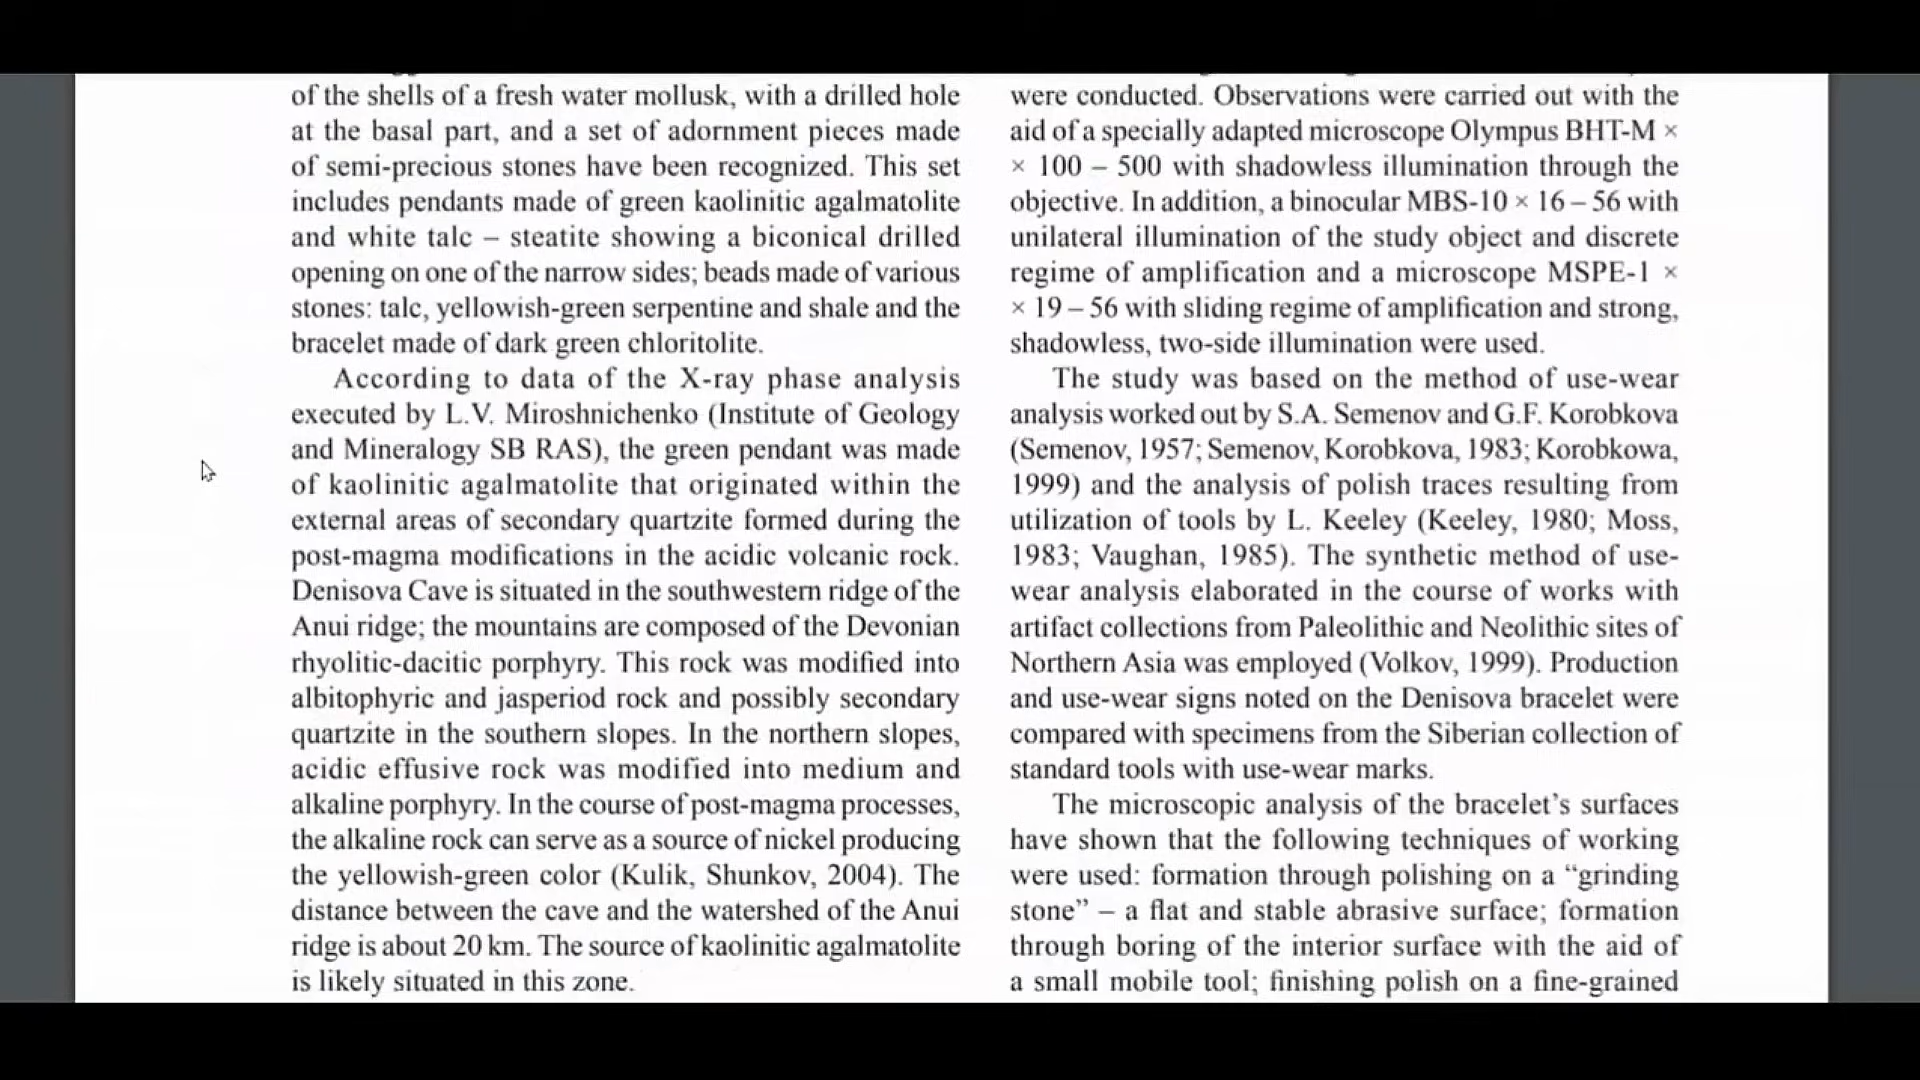 of the shells of a fresh water mollusk, with a drilled hole
at the basal part, and a set of adornment pieces made
of semi-precious stones have been recognized. This set
includes pendants made of green kaolinitic agalmatolite
and white talc – steatite showing a biconical drilled
opening on one of the narrow sides; beads made of various
stones: talc, yellowish-green serpentine and shale and the
bracelet made of dark green chloritolite.
According to data of the X-ray phase analysis
executed by L.V. Miroshnichenko (Institute of Geology
and Mineralogy SB RAS), the green pendant was made
of kaolinitic agalmatolite that originated within the
external areas of secondary quartzite formed during the
post-magma modifications in the acidic volcanic rock.
Denisova Cave is situated in the southwestern ridge of the
Anui ridge; the mountains are composed of the Devonian
rhyolitic-dacitic porphyry. This rock was modified into
albitophyric and jasperiod rock and possibly secondary
quartzite in the southern slopes. In the northern slopes,
acidic effusive rock was modified into medium and
alkaline porphyry. In the course of post-magma processes,
the alkaline rock can serve as a source of nickel producing
the yellowish-green color (Kulik, Shunkov, 2004). The
distance between the cave and the watershed of the Anui
ridge is about 20 km. The source of kaolinitic agalmatolite
is likely situated in this zone.
were conducted. Observations were carried out with the
aid of a specially adapted microscope Olympus BHT-M ×
× 100 – 500 with shadowless illumination through the
objective. In addition, a binocular MBS-10 × 16 – 56 with
unilateral illumination of the study object and discrete
regime of amplification and a microscope MSPE-1 ×
× 19 – 56 with sliding regime of amplification and strong,
shadowless, two-side illumination were used.
The study was based on the method of use-wear
analysis worked out by S.A. Semenov and G.F. Korobkova
(Semenov, 1957; Semenov, Korobkova, 1983; Korobkowa,
1999) and the analysis of polish traces resulting from
utilization of tools by L. Keeley (Keeley, 1980; Moss,
1983; Vaughan, 1985). The synthetic method of use-
wear analysis elaborated in the course of works with
artifact collections from Paleolithic and Neolithic sites of
Northern Asia was employed (Volkov, 1999). Production
and use-wear signs noted on the Denisova bracelet were
compared with specimens from the Siberian collection of
standard tools with use-wear marks.
The microscopic analysis of the bracelet’s surfaces
have shown that the following techniques of working
were used: formation through polishing on a “grinding
stone” – a flat and stable abrasive surface; formation
through boring of the interior surface with the aid of
a small mobile tool; finishing polish on a fine-grained